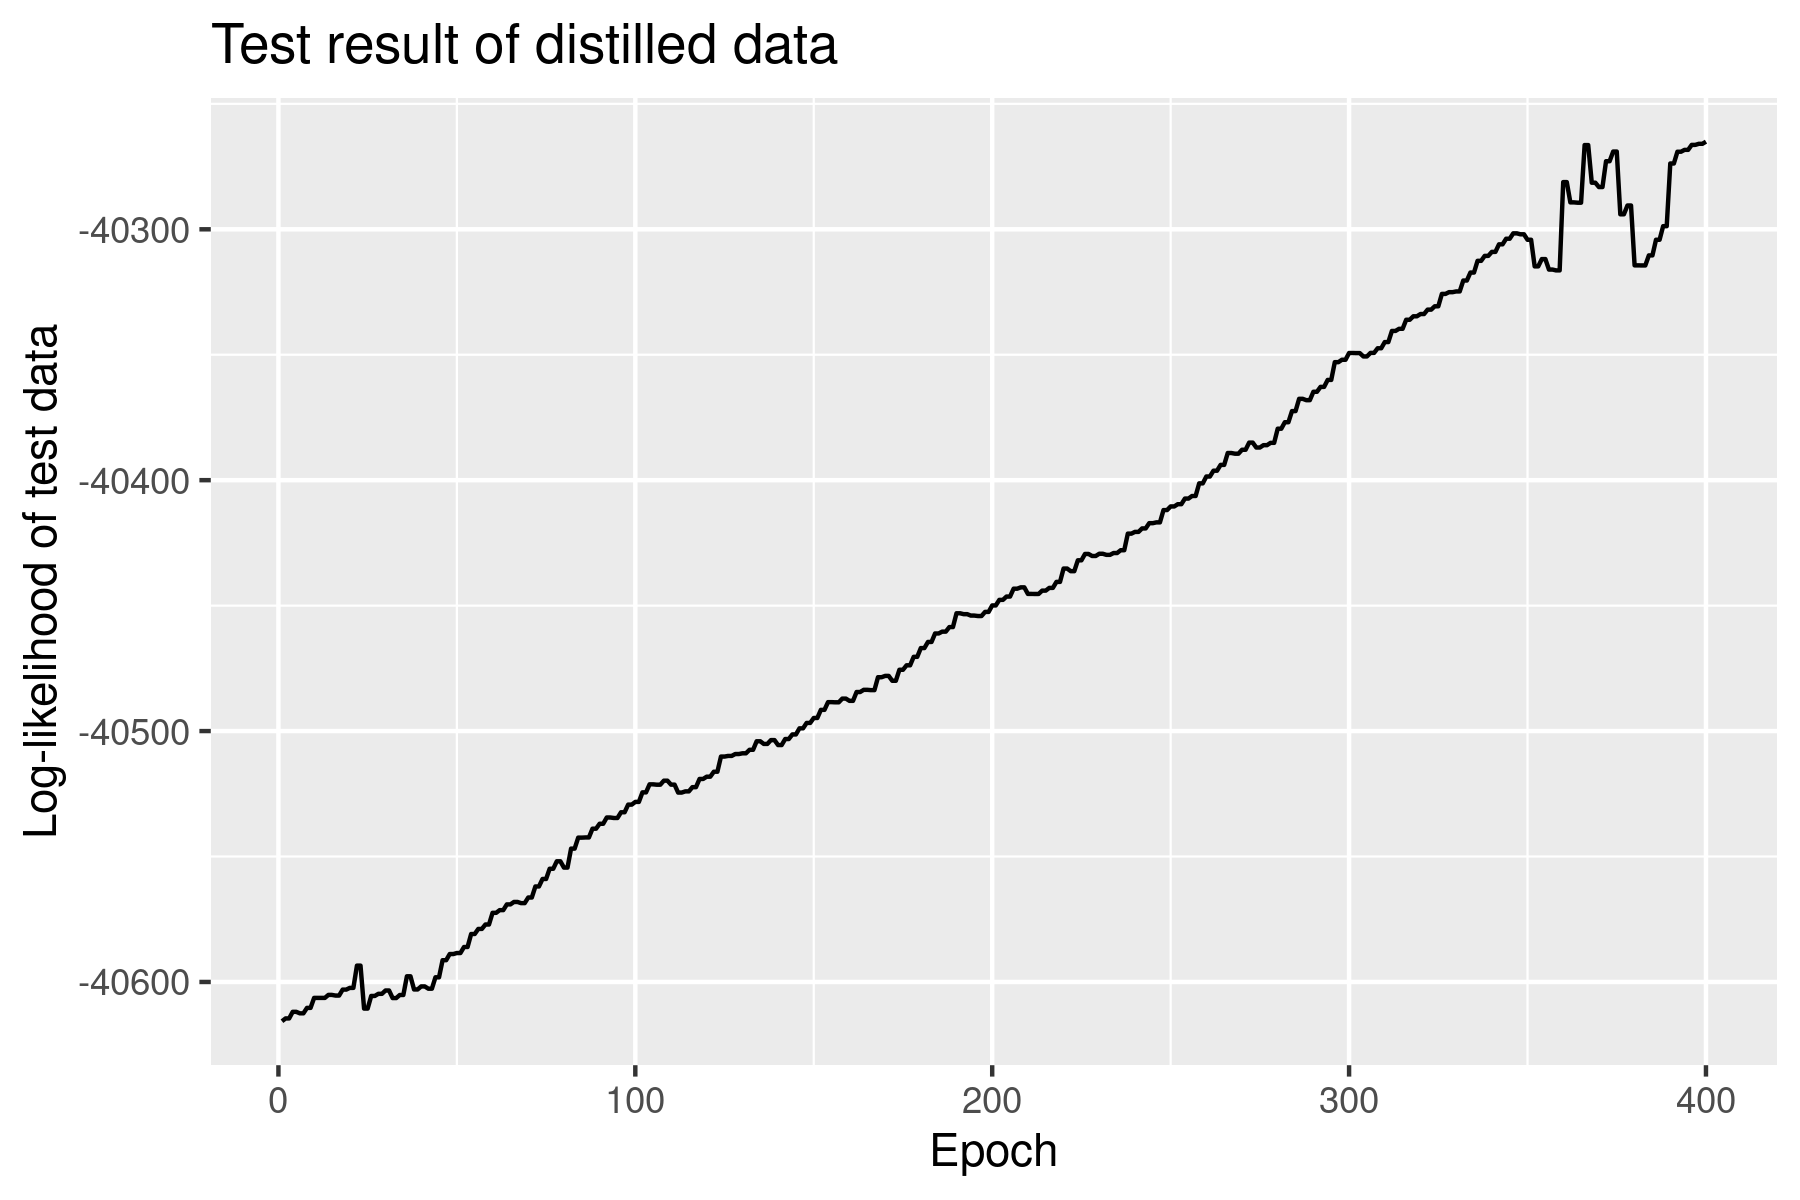 Test result of distilled data
Log-likelihood of test data
-40300
-40400
-40500
-40600
0 100 200 300 400
Epoch